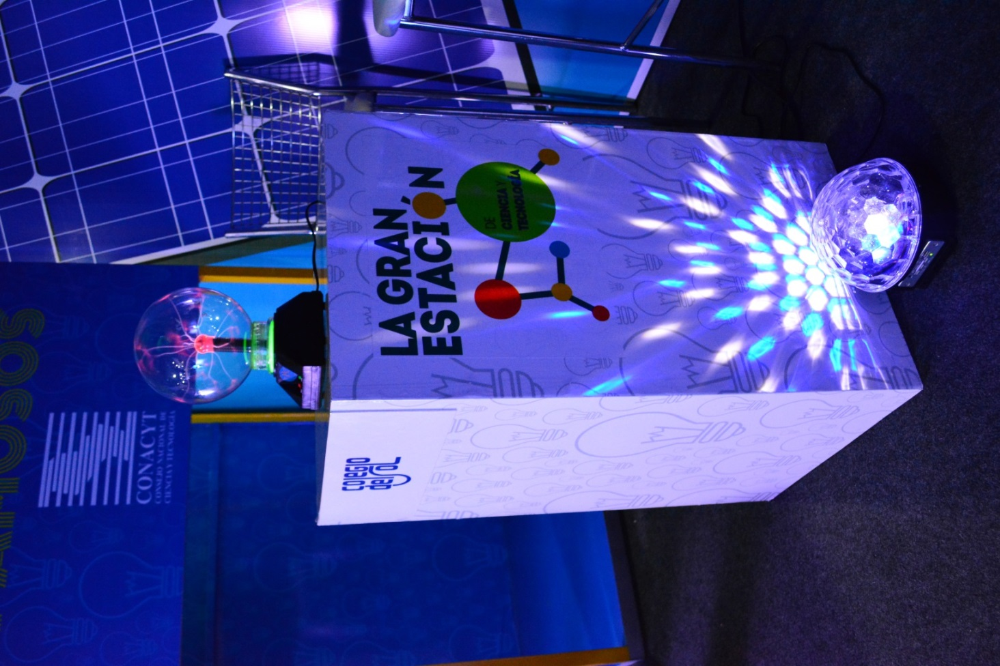 LA GRAN
ESTACIÓN
DE
CIENCIA Y
TECNOLOGÍA
colegio
del sol
CONACYT
CONSEJO NACIONAL DE
CIENCIA Y TECNOLOGÍA